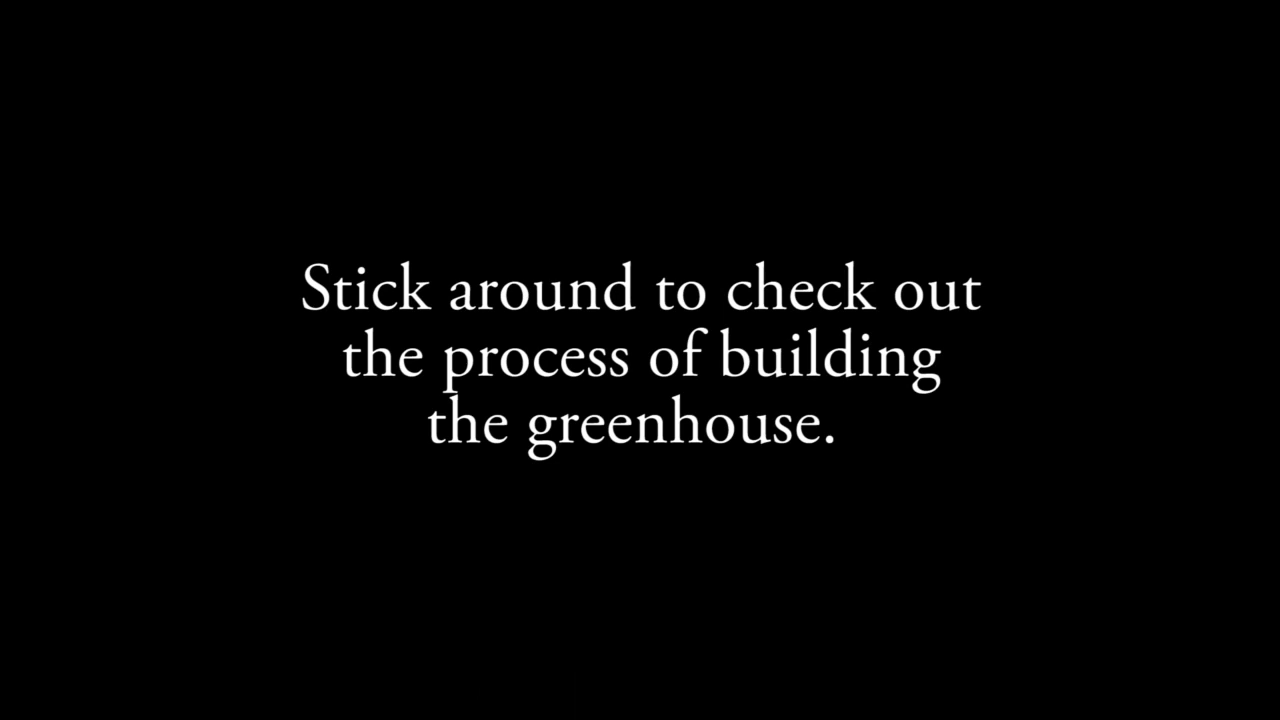 Stick around to check out
the process of building
the greenhouse.